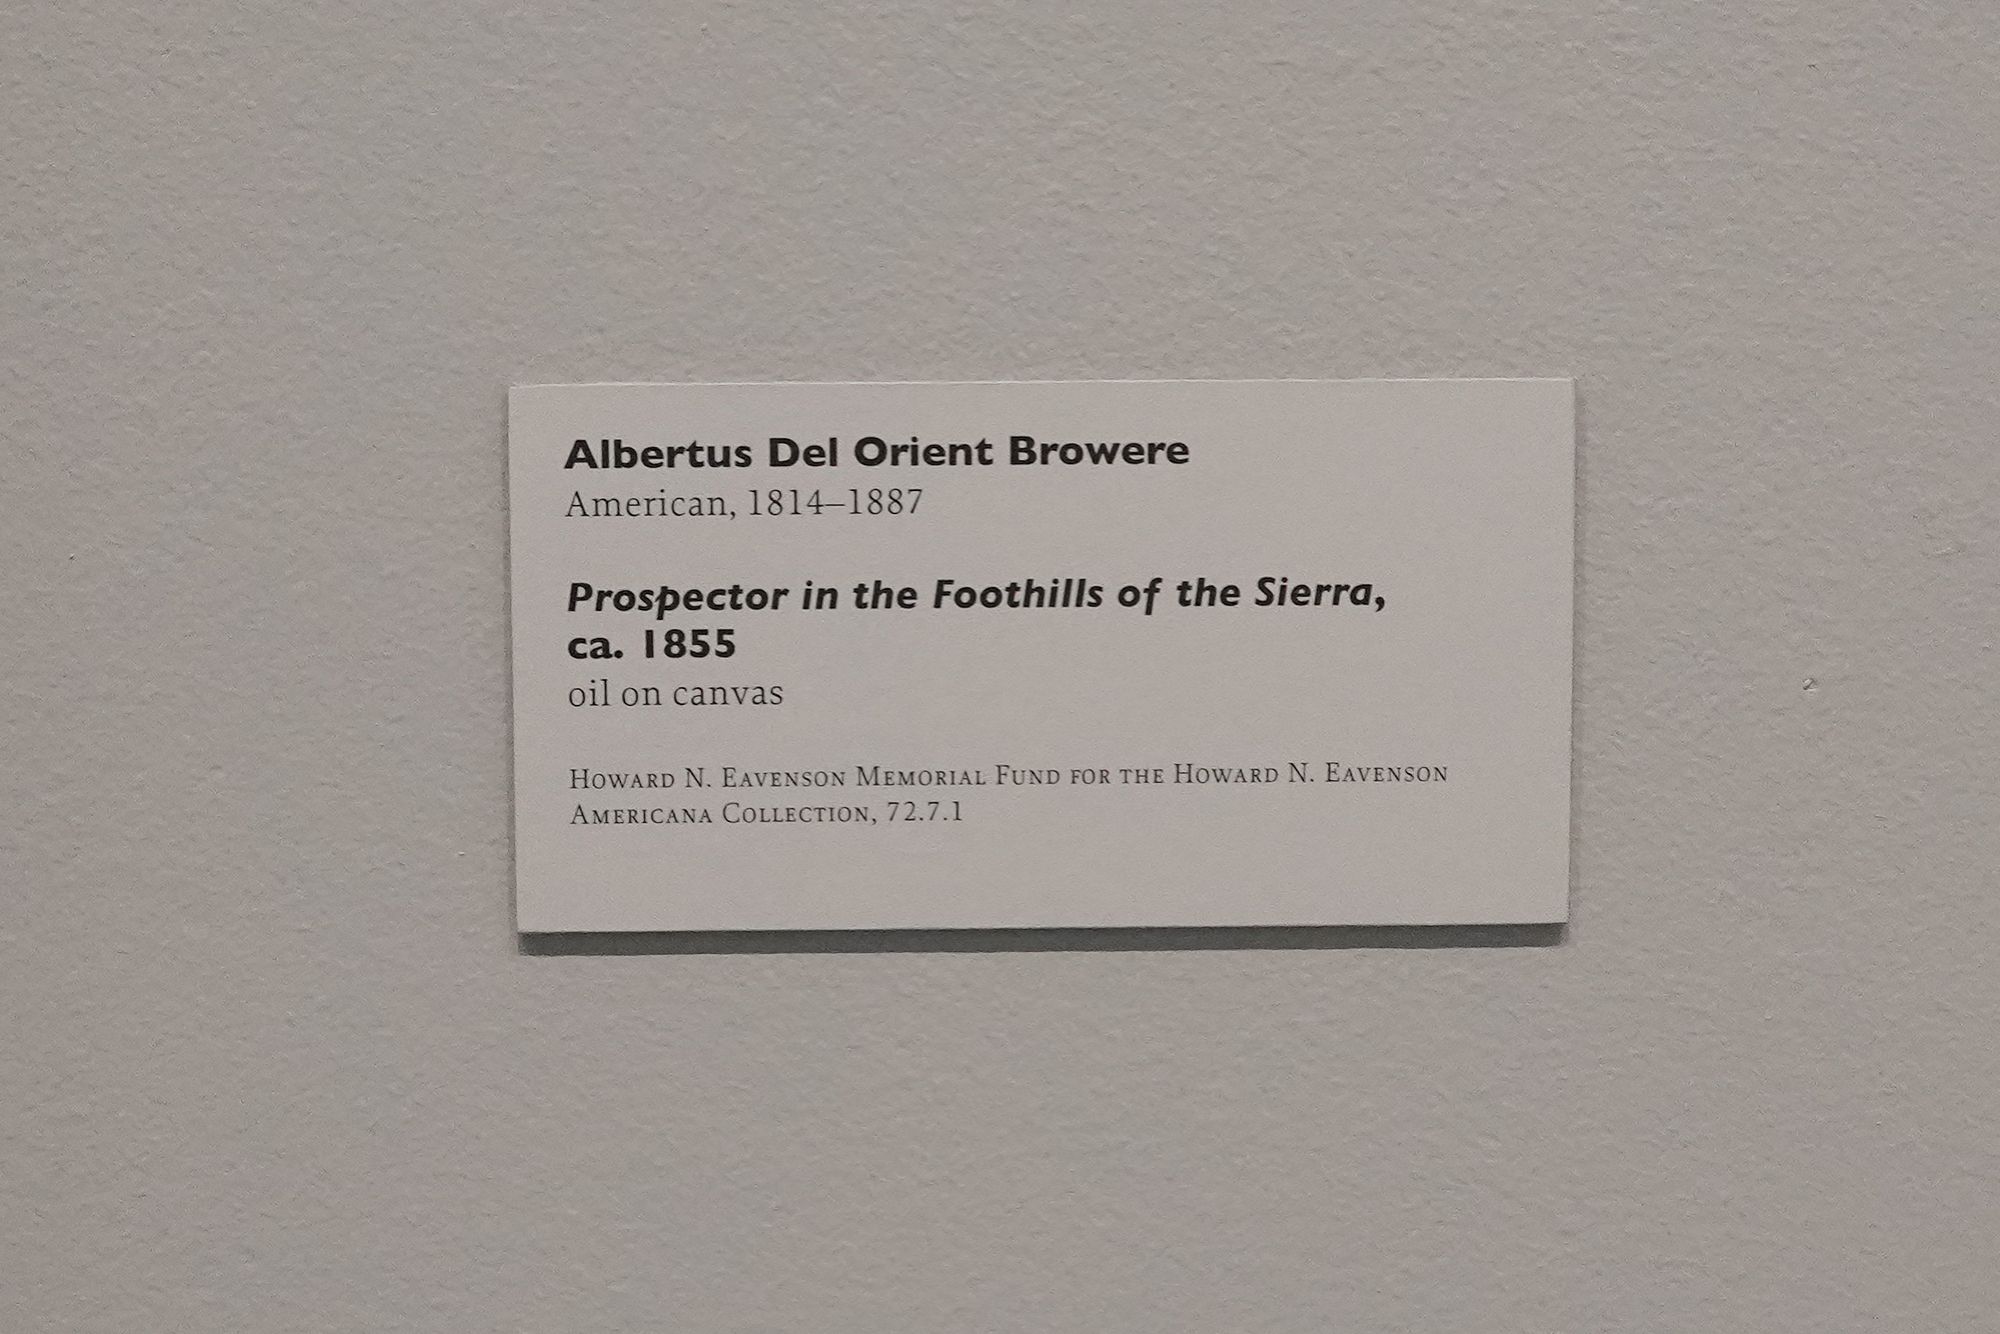 Albertus Del Orient Browere
American, 1814–1887
Prospector in the Foothills of the Sierra,
ca. 1855
oil on canvas
Howard N. Eavenson Memorial Fund for the Howard N. Eavenson
Americana Collection, 72.7.1